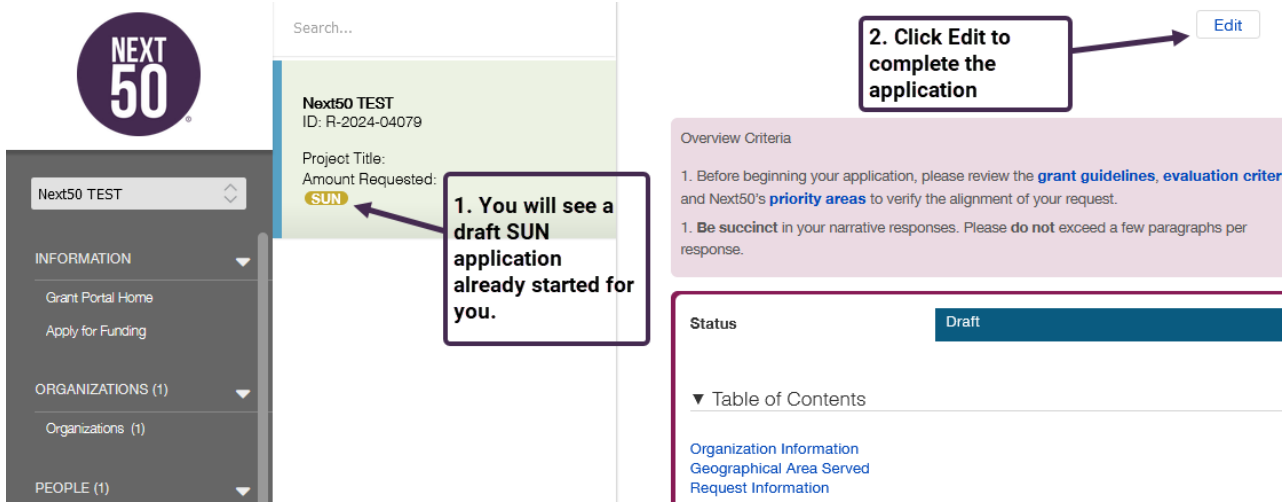 NEXT
50
®
Next50 TEST
INFORMATION
Grant Portal Home
Apply for Funding
ORGANIZATIONS (1)
Organizations (1)
PEOPLE (1)
Search...
Next50 TEST
ID: R-2024-04079
Project Title:
Amount Requested:
SUN
1. You will see a
draft SUN
application
already started for
you.
2. Click Edit to
complete the
application
Edit
Overview Criteria
1. Before beginning your application, please review the grant guidelines, evaluation criter
and Next50's priority areas to verify the alignment of your request.
1. Be succinct in your narrative responses. Please do not exceed a few paragraphs per
response.
Status
Draft
▼ Table of Contents
Organization Information
Geographical Area Served
Request Information